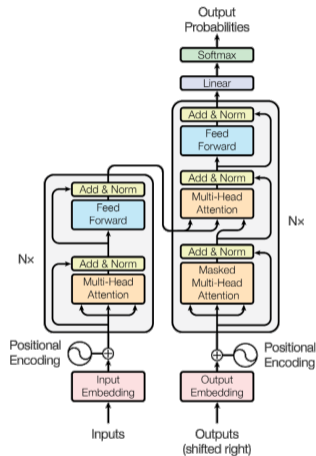 Output
Probabilities
Softmax
Linear
Add & Norm
Feed
Forward
Add & Norm
Multi-Head
Attention
Add & Norm
Masked
Multi-Head
Attention
N×
Positional
Encoding
Output
Embedding
Outputs
(shifted right)
Add & Norm
Feed
Forward
Add & Norm
Multi-Head
Attention
N×
Positional
Encoding
Input
Embedding
Inputs